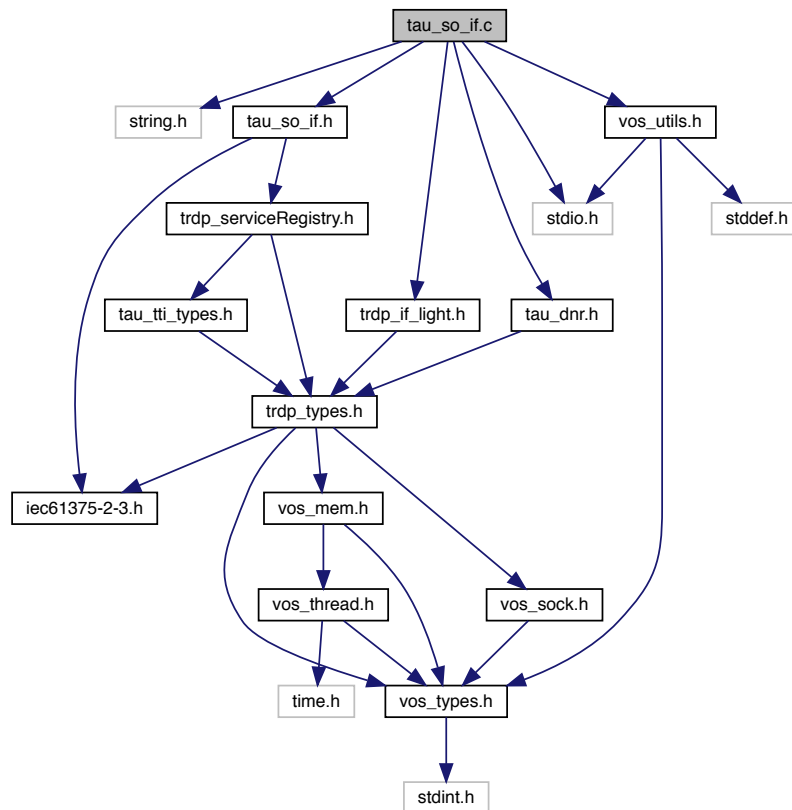 tau_so_if.c
string.h
tau_so_if.h
vos_utils.h
trdp_serviceRegistry.h
stdio.h
stddef.h
tau_tti_types.h
trdp_if_light.h
tau_dnr.h
trdp_types.h
iec61375-2-3.h
vos_mem.h
vos_thread.h
vos_sock.h
time.h
vos_types.h
stdint.h